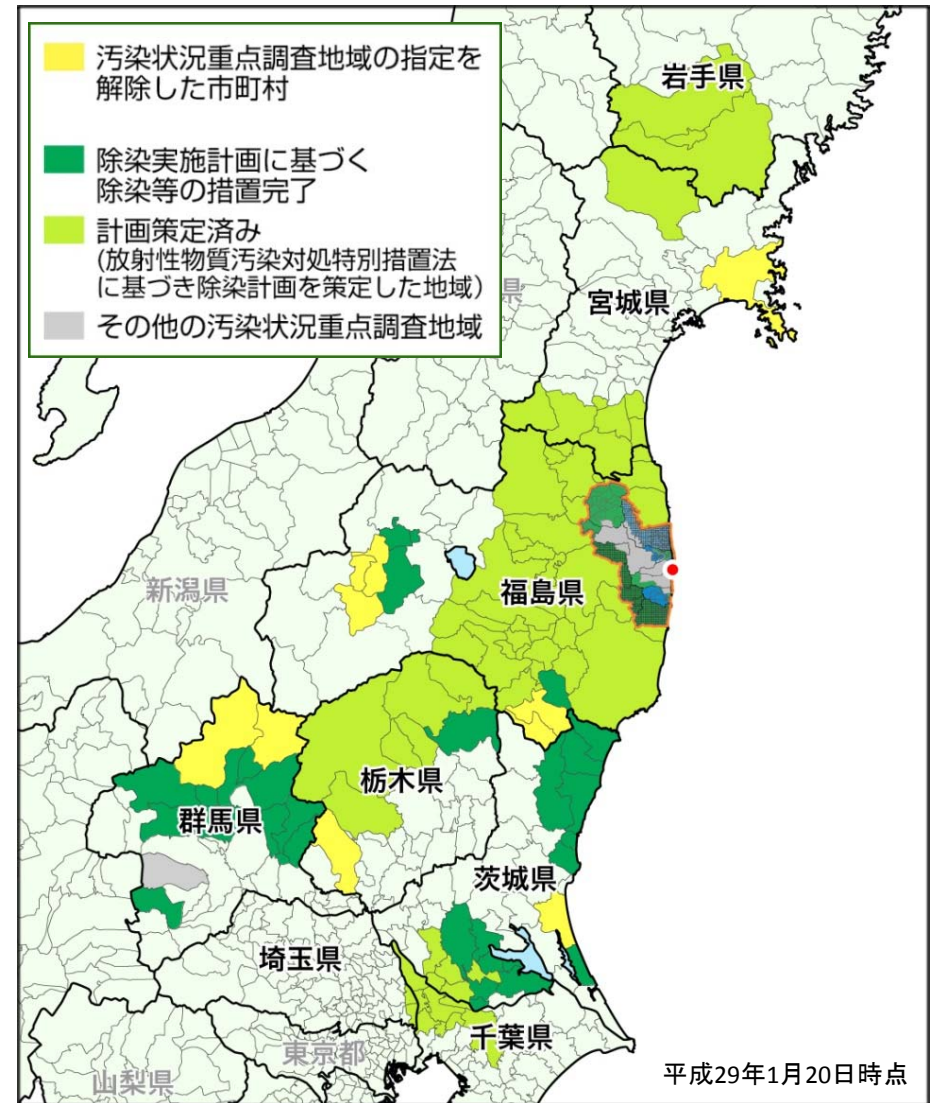 汚染状況重点調査地域の指定を
解除した市町村
除染実施計画に基づく
除染等の措置完了
計画策定済み
(放射性物質汚染対処特別措置法
に基づき除染計画を策定した地域)
その他の汚染状況重点調査地域
岩手県
県
宮城県
新潟県
福島県
栃木県
群馬県
茨城県
埼玉県
千葉県
東京都
山梨県
平成29年1月20日時点